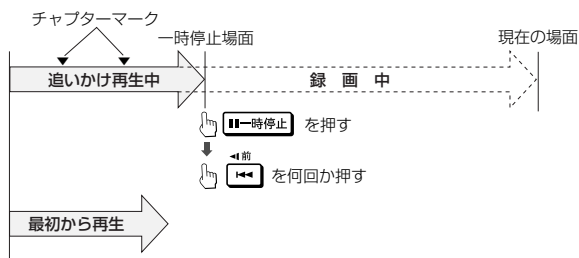 チャプターマーク
一時停止場面
現在の場面
追いかけ再生中
録 画 中
一時停止 を押す
前
を何回か押す
最初から再生